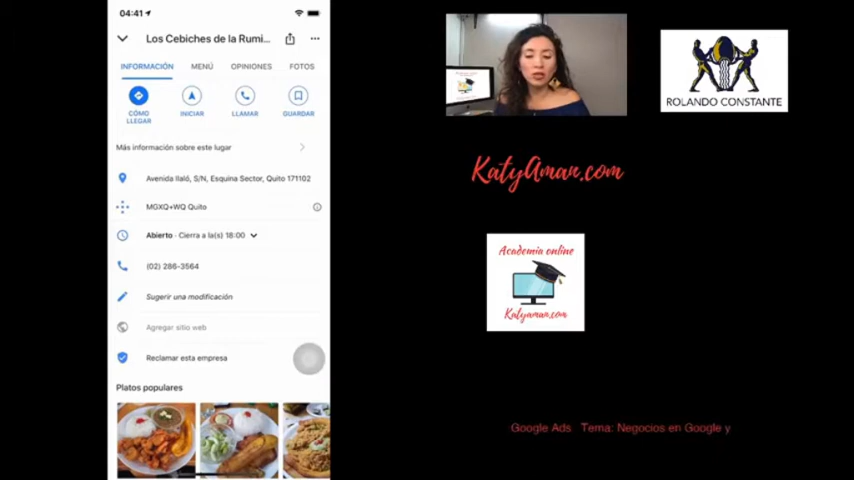 04:41
Los Cebiches de la Rumi...
INFORMACIÓN MENÚ OPINIONES FOTOS
CÓMO LLEGAR
INICIAR
LLAMAR
GUARDAR
Más información sobre este lugar
Avenida Ilaló, S/N, Esquina Sector, Quito 171102
MGXQ+WQ Quito
Abierto · Cierra a la(s) 18:00
(02) 286-3564
Sugerir una modificación
Agregar sitio web
Reclamar esta empresa
Platos populares
ROLANDO CONSTANTE
KatyAman.com
Academia online
Katyaman.com
Google Ads Tema: Negocios en Google y